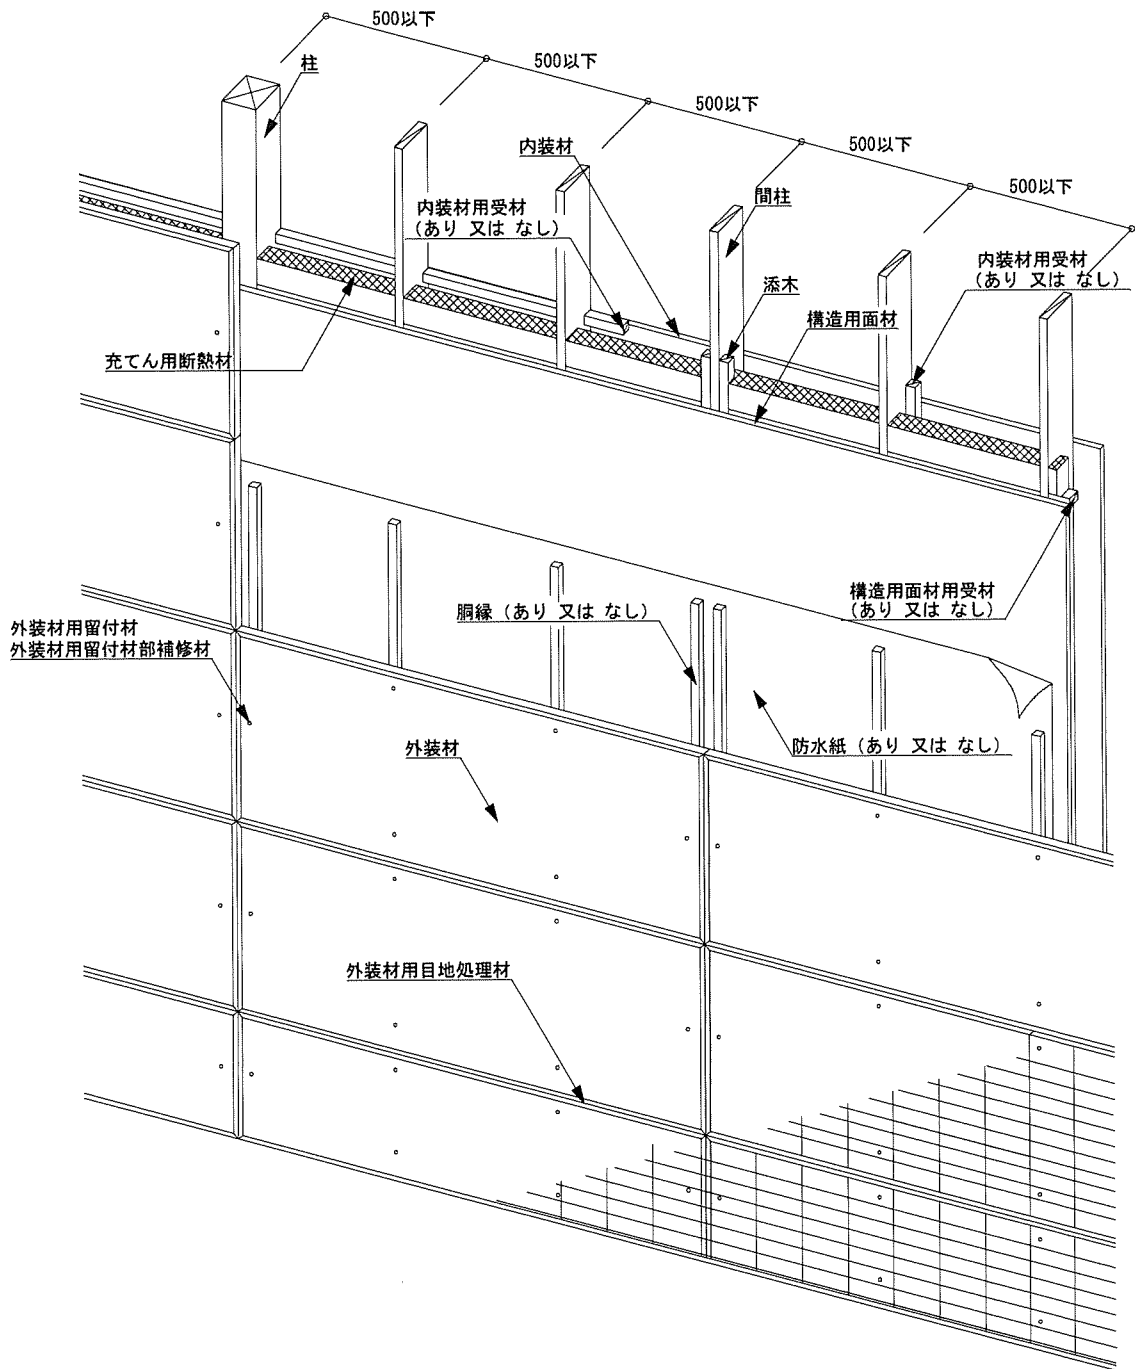 500以下
500以下
500以下
500以下
500以下
柱
内装材
間柱
内装材用受材
(あり 又は なし)
内装材用受材
(あり 又は なし)
添木
構造用面材
充てん用断熱材
構造用面材用受材
(あり 又は なし)
胴縁 (あり 又は なし)
外装材用留付材
外装材用留付材部補修材
防水紙 (あり 又は なし)
外装材
外装材用目地処理材